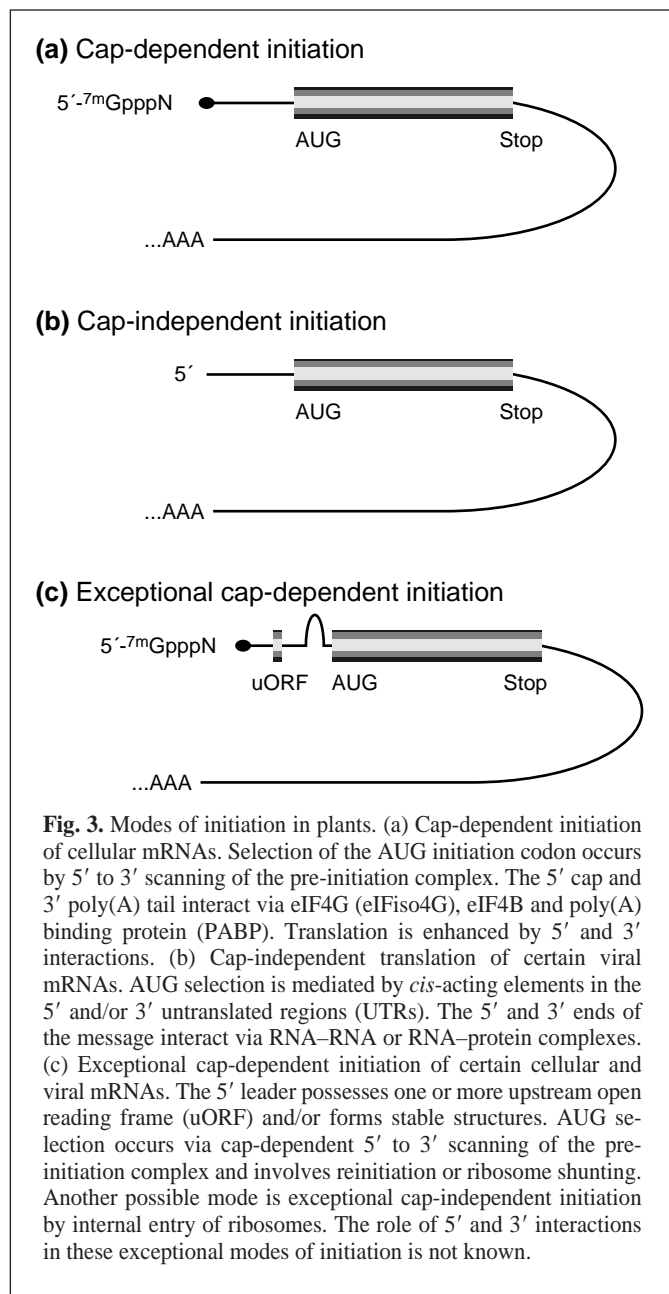 (a) Cap-dependent initiation
5´-⁷ᵐGpppN
AUG Stop
...AAA
(b) Cap-independent initiation
5´
AUG Stop
...AAA
(c) Exceptional cap-dependent initiation
5´-⁷ᵐGpppN
uORF AUG Stop
...AAA
Fig. 3. Modes of initiation in plants. (a) Cap-dependent initiation
of cellular mRNAs. Selection of the AUG initiation codon occurs
by 5′ to 3′ scanning of the pre-initiation complex. The 5′ cap and
3′ poly(A) tail interact via eIF4G (eIFiso4G), eIF4B and poly(A)
binding protein (PABP). Translation is enhanced by 5′ and 3′
interactions. (b) Cap-independent translation of certain viral
mRNAs. AUG selection is mediated by cis-acting elements in the
5′ and/or 3′ untranslated regions (UTRs). The 5′ and 3′ ends of
the message interact via RNA–RNA or RNA–protein complexes.
(c) Exceptional cap-dependent initiation of certain cellular and
viral mRNAs. The 5′ leader possesses one or more upstream open
reading frame (uORF) and/or forms stable structures. AUG se-
lection occurs via cap-dependent 5′ to 3′ scanning of the pre-
initiation complex and involves reinitiation or ribosome shunting.
Another possible mode is exceptional cap-independent initiation
by internal entry of ribosomes. The role of 5′ and 3′ interactions
in these exceptional modes of initiation is not known.